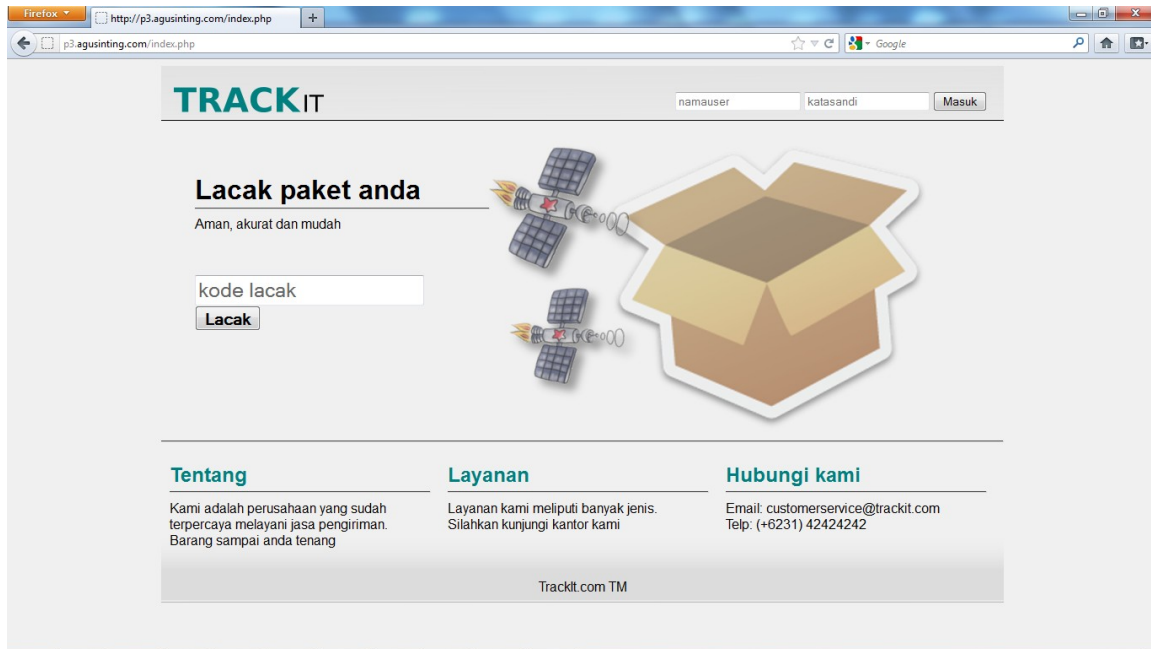 Firefox
http://p3.agusinting.com/index.php
p3.agusinting.com/index.php
Google
TRACKIT
namauser katasandi Masuk
Lacak paket anda
Aman, akurat dan mudah
kode lacak
Lacak
Tentang
Kami adalah perusahaan yang sudah
terpercaya melayani jasa pengiriman.
Barang sampai anda tenang
Layanan
Layanan kami meliputi banyak jenis.
Silahkan kunjungi kantor kami
Hubungi kami
Email: customerservice@trackit.com
Telp: (+6231) 42424242
TrackIt.com TM